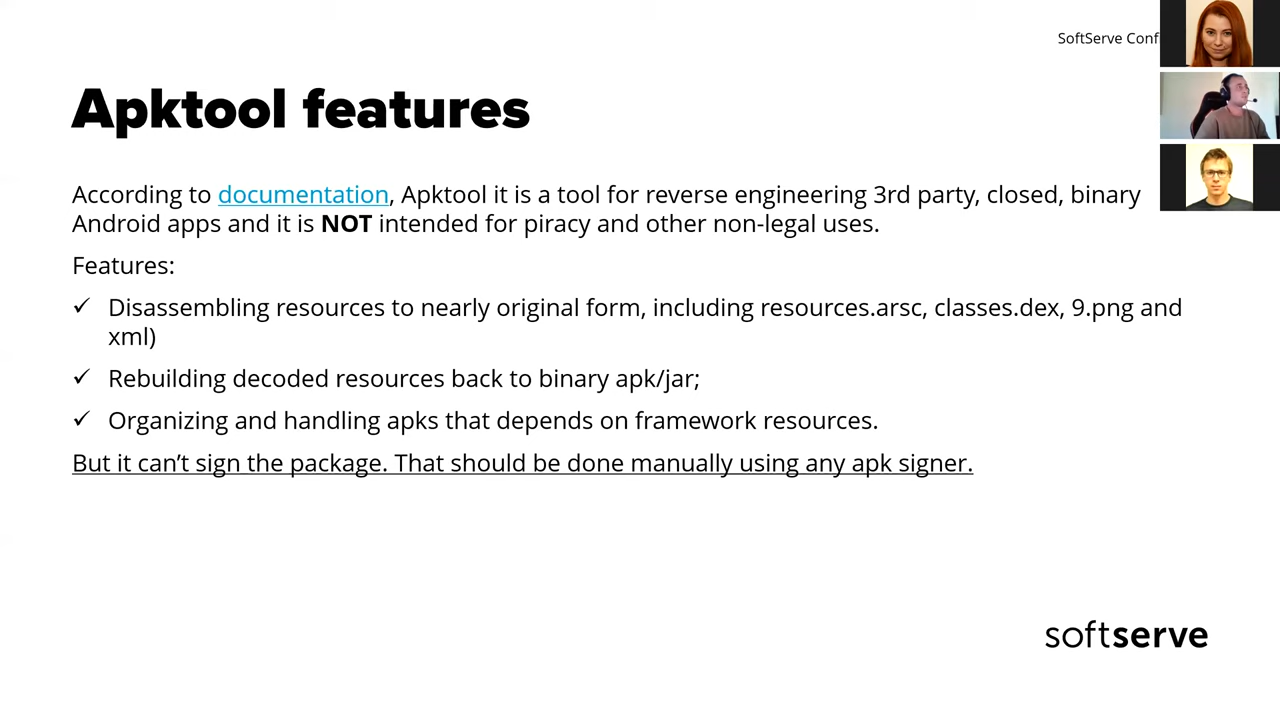 SoftServe Conf
Apktool features
According to documentation, Apktool it is a tool for reverse engineering 3rd party, closed, binary
Android apps and it is NOT intended for piracy and other non-legal uses.
Features:
✓ Disassembling resources to nearly original form, including resources.arsc, classes.dex, 9.png and
xml)
✓ Rebuilding decoded resources back to binary apk/jar;
✓ Organizing and handling apks that depends on framework resources.
But it can’t sign the package. That should be done manually using any apk signer.
softserve